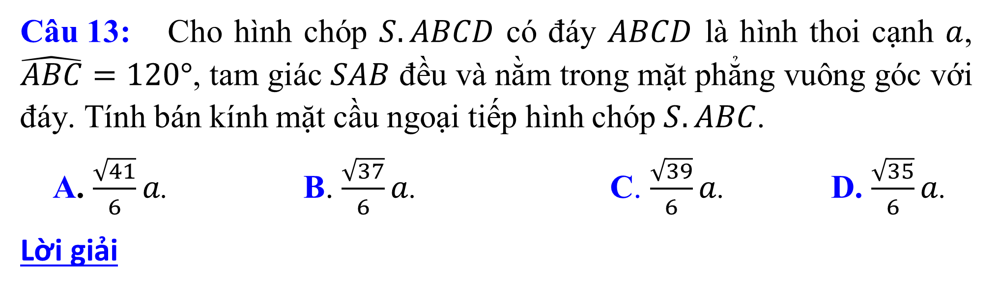 Câu 13: Cho hình chóp S.ABCD có đáy ABCD là hình thoi cạnh a,
$\widehat{ABC}$ = 120°, tam giác SAB đều và nằm trong mặt phẳng vuông góc với
đáy. Tính bán kính mặt cầu ngoại tiếp hình chóp S.ABC.
A. $\frac{\sqrt{41}}{6}$a. B. $\frac{\sqrt{37}}{6}$a. C. $\frac{\sqrt{39}}{6}$a. D. $\frac{\sqrt{35}}{6}$a.
Lời giải